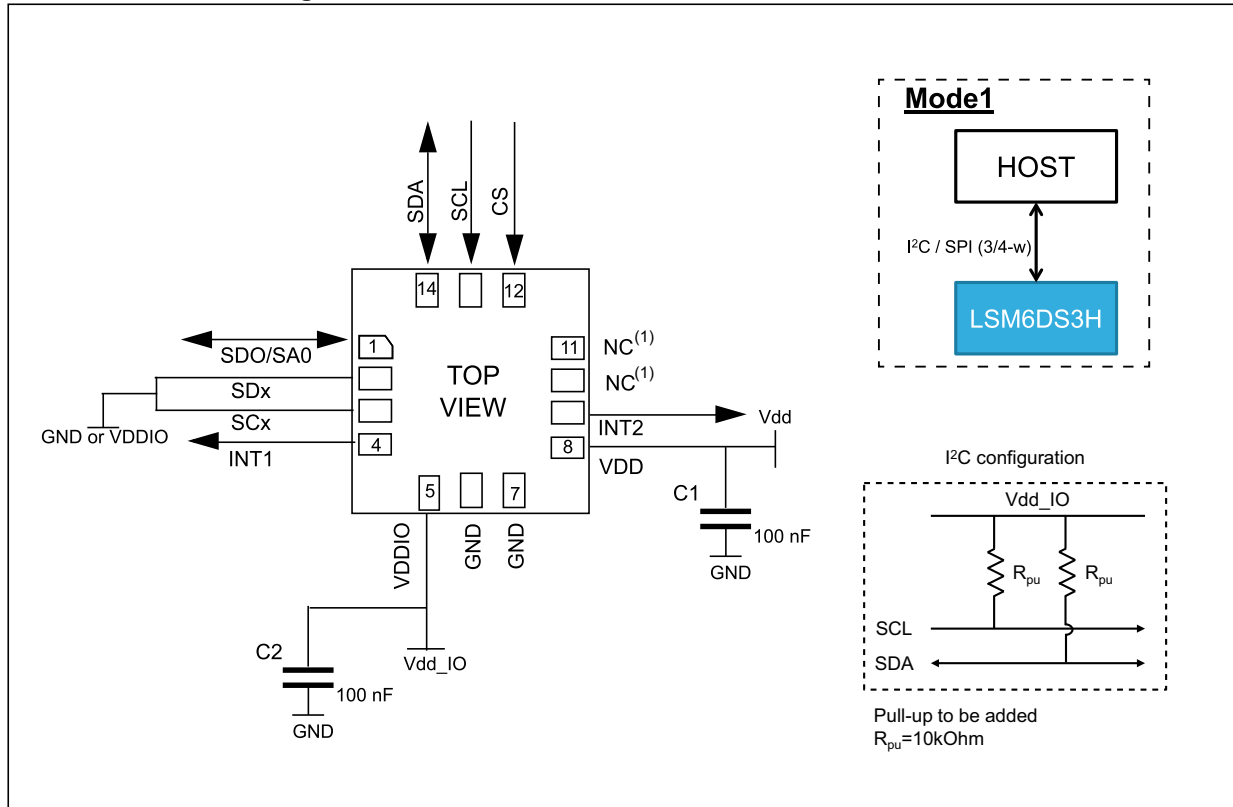 Mode1
HOST
I²C / SPI (3/4-w)
LSM6DS3H
SDA
SCL
CS
14
12
1
SDO/SA0
SDx
SCx
GND or VDDIO
4
INT1
TOP
VIEW
11
NC(1)
NC(1)
INT2
Vdd
8
VDD
5
7
VDDIO
GND
GND
C1
100 nF
GND
C2
100 nF
GND
Vdd_IO
I²C configuration
Vdd_IO
Rpu
Rpu
SCL
SDA
Pull-up to be added
Rpu=10kOhm